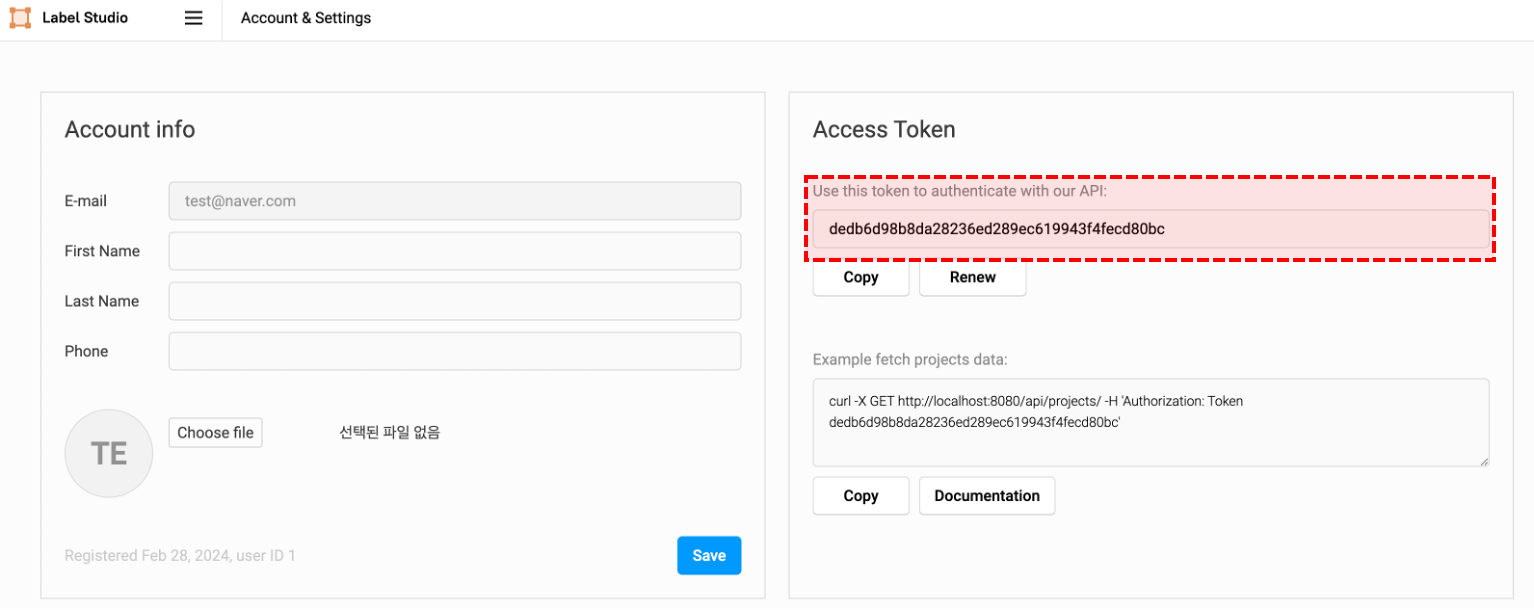 Label Studio
Account & Settings
Account info
E-mail
test@naver.com
First Name
Last Name
Phone
TE
Choose file
선택된 파일 없음
Registered Feb 28, 2024, user ID 1
Save
Access Token
Use this token to authenticate with our API:
dedb6d98b8da28236ed289ec619943f4fecd80bc
Copy
Renew
Example fetch projects data:
curl -X GET http://localhost:8080/api/projects/ -H 'Authorization: Token
dedb6d98b8da28236ed289ec619943f4fecd80bc'
Copy
Documentation